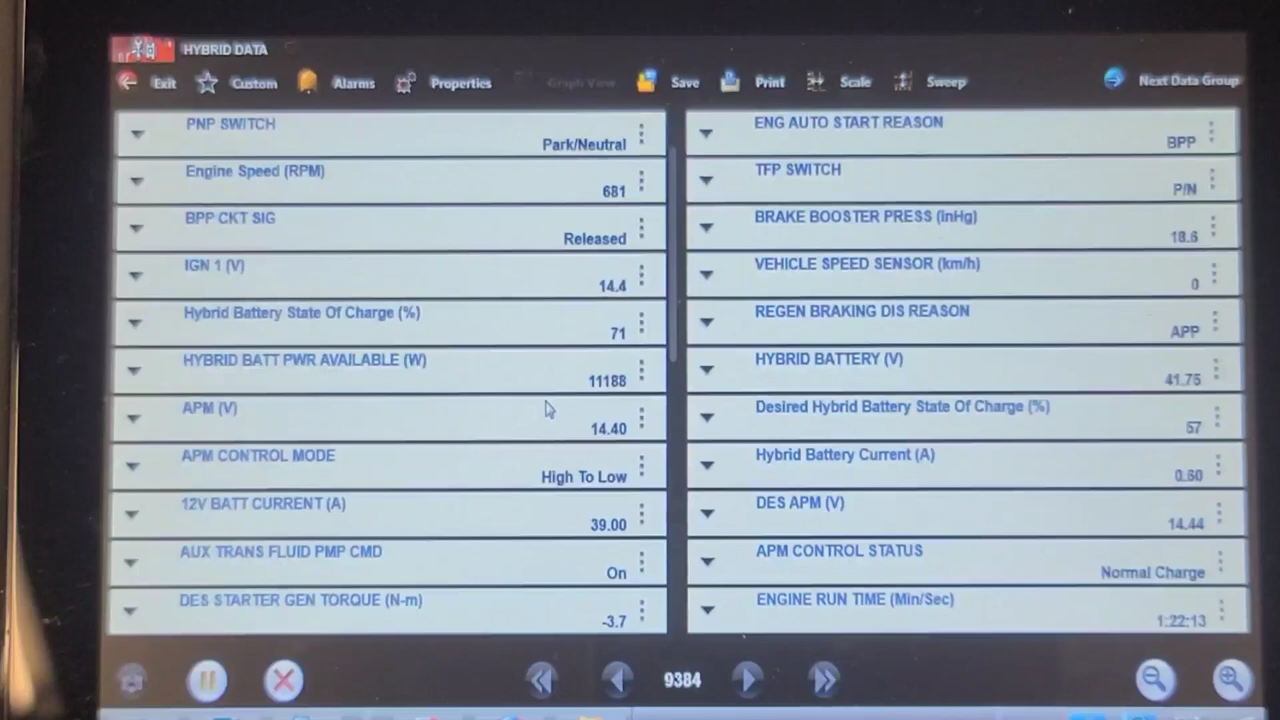 HYBRID DATA
Exit Custom Alarms Properties Graph View Save Print Scale Sweep Next Data Group
PNP SWITCH
Park/Neutral
Engine Speed (RPM)
681
BPP CKT SIG
Released
IGN 1 (V)
14.4
Hybrid Battery State Of Charge (%)
71
HYBRID BATT PWR AVAILABLE (W)
11188
APM (V)
14.40
APM CONTROL MODE
High To Low
12V BATT CURRENT (A)
39.00
AUX TRANS FLUID PMP CMD
On
DES STARTER GEN TORQUE (N-m)
-3.7
ENG AUTO START REASON
BPP
TFP SWITCH
P/N
BRAKE BOOSTER PRESS (inHg)
18.6
VEHICLE SPEED SENSOR (km/h)
0
REGEN BRAKING DIS REASON
APP
HYBRID BATTERY (V)
41.75
Desired Hybrid Battery State Of Charge (%)
57
Hybrid Battery Current (A)
0.60
DES APM (V)
14.44
APM CONTROL STATUS
Normal Charge
ENGINE RUN TIME (Min/Sec)
1:22:13
9384